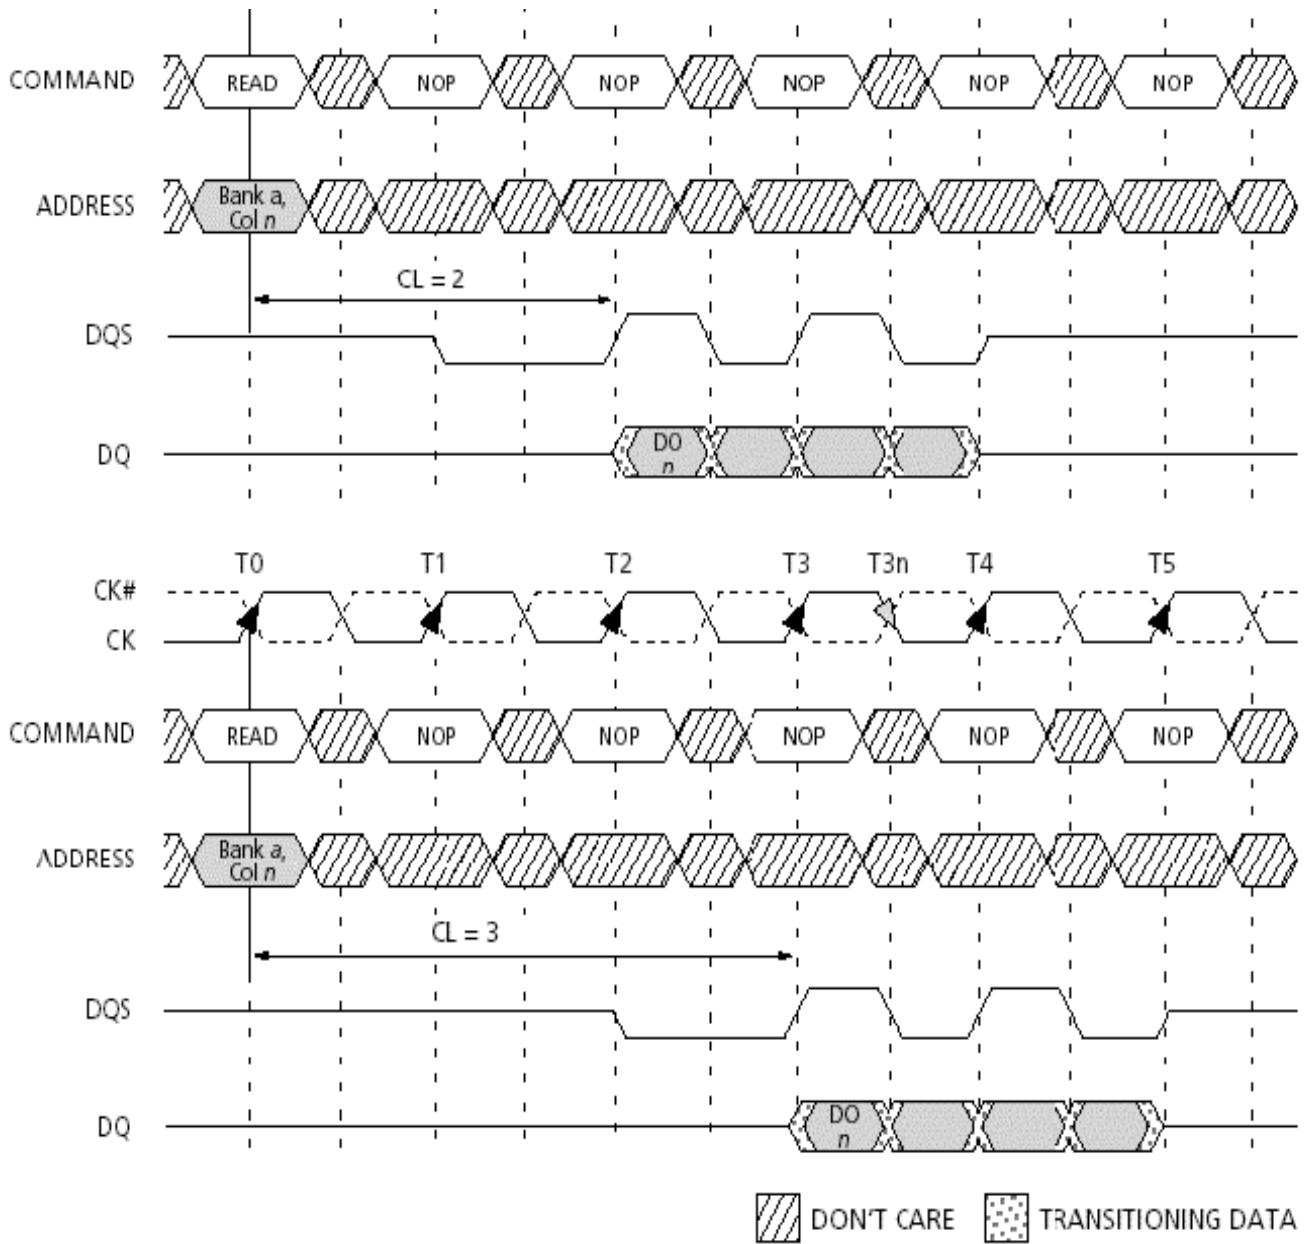 COMMAND READ NOP NOP NOP NOP NOP
ADDRESS Bank a,
Col n
CL = 2
DQS
DQ DO
n
T0 T1 T2 T3 T3n T4 T5
CK#
CK
COMMAND READ NOP NOP NOP NOP NOP
ADDRESS Bank a,
Col n
CL = 3
DQS
DQ DO
n
DON'T CARE TRANSITIONING DATA